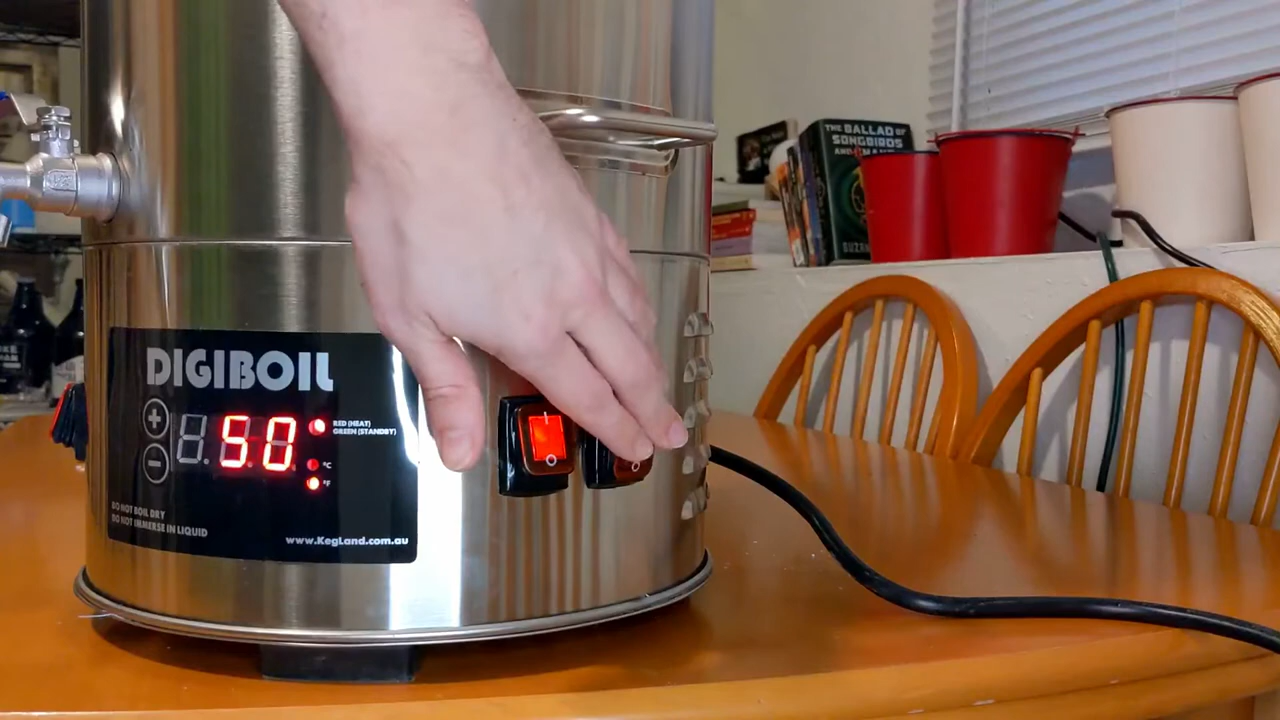 DIGIBOIL
50
RED (HEAT)
GREEN (STANDBY)
°C
°F
DO NOT BOIL DRY
DO NOT IMMERSE IN LIQUID
www.KegLand.com.au
THE BALLAD OF
SONGBIRDS